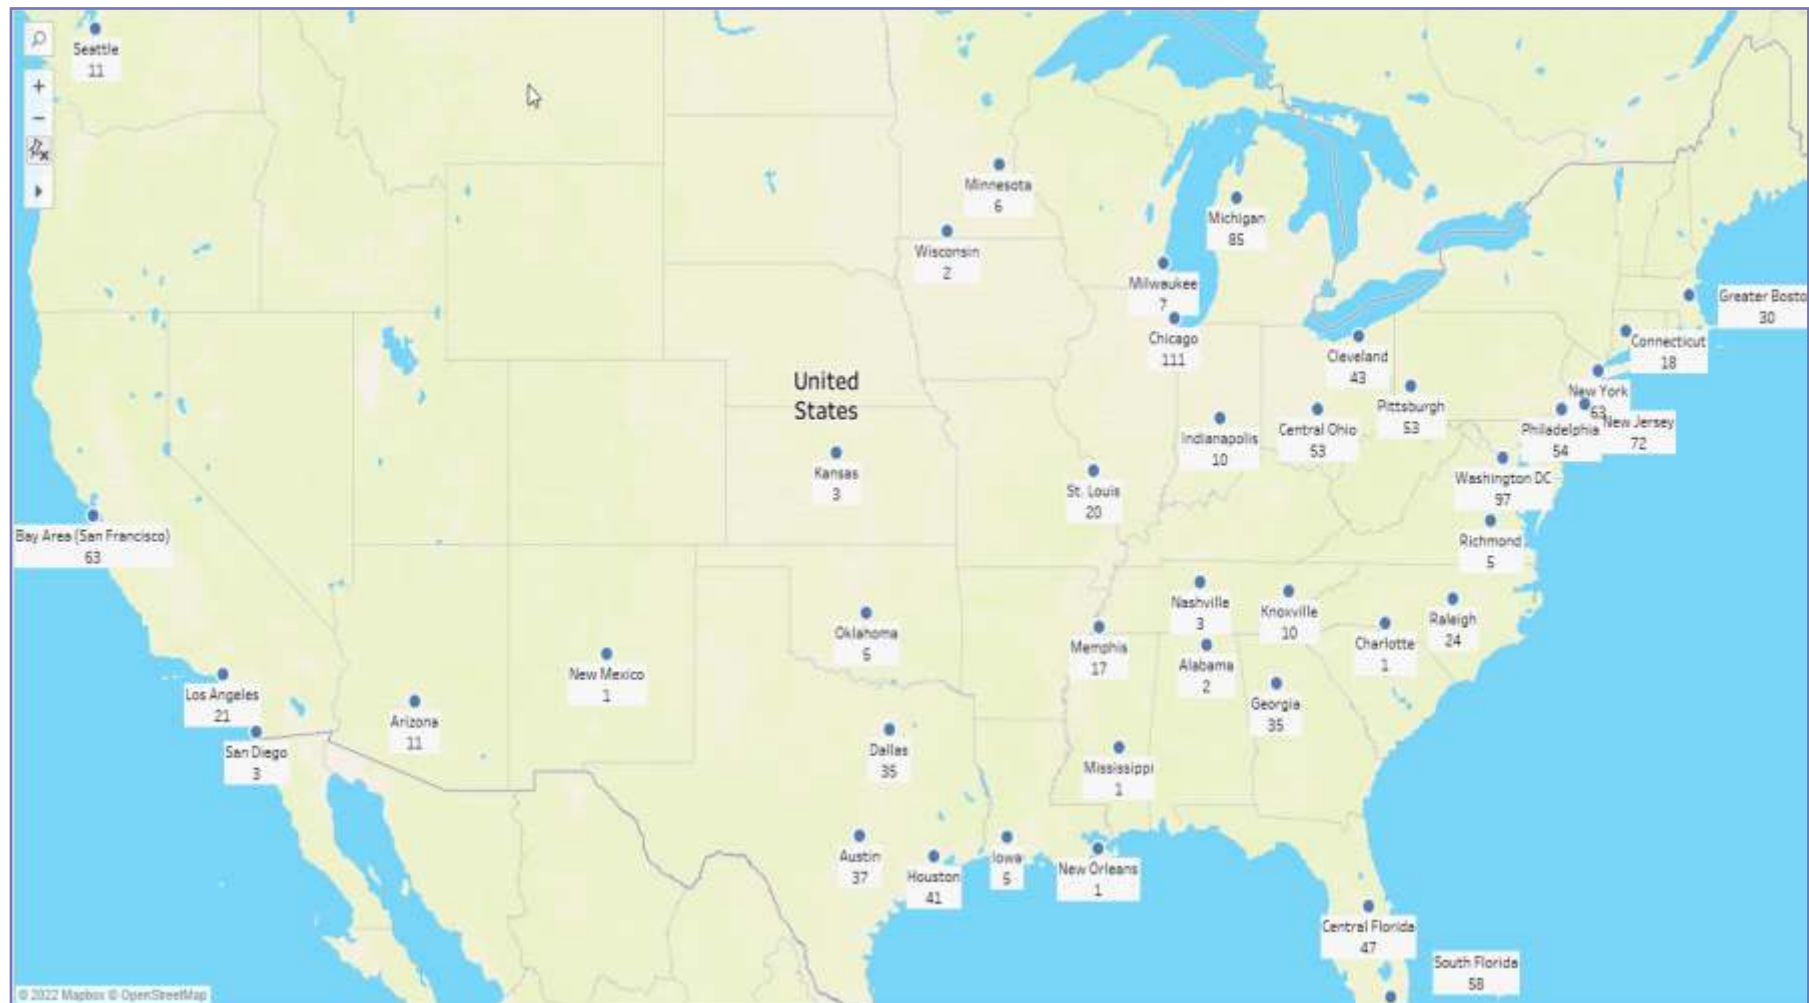 Seattle
11
Minnesota
6
Michigan
85
Wisconsin
2
Milwaukee
7
Greater Bosto
30
Chicago
111
Connecticut
18
Cleveland
43
United
States
New York
63
Pittsburgh
53
New Jersey
72
Philadelphia
54
Central Ohio
53
Indianapolis
10
Kansas
3
Washington DC
97
St. Louis
20
Bay Area (San Francisco)
63
Richmond
5
Nashville
3
Knoxville
10
Raleigh
24
Oklahoma
5
Charlotte
1
Memphis
17
Alabama
2
New Mexico
1
Los Angeles
21
Georgia
35
Arizona
11
San Diego
3
Dallas
35
Mississippi
1
Austin
37
Iowa
5
New Orleans
1
Houston
41
Central Florida
47
South Florida
58
© 2022 Mapbox © OpenStreetMap